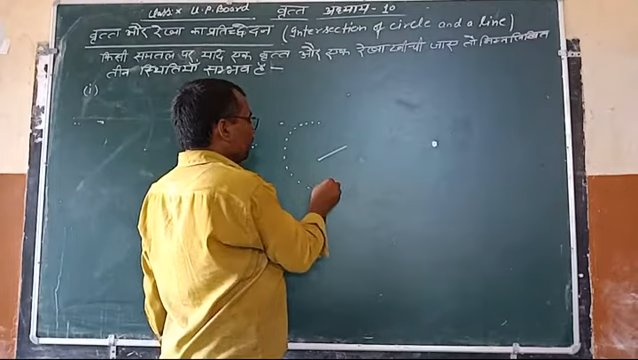 class x U.P. Board वृत्त अध्याय - 10
वृत्त और रेखा का प्रतिच्छेदन (Intersection of circle and a line)
किसी समतल पर यदि एक वृत्त और एक रेखा खींची जाए तो निम्नलिखित
तीन स्थितियां सम्भव हैं -
(i)